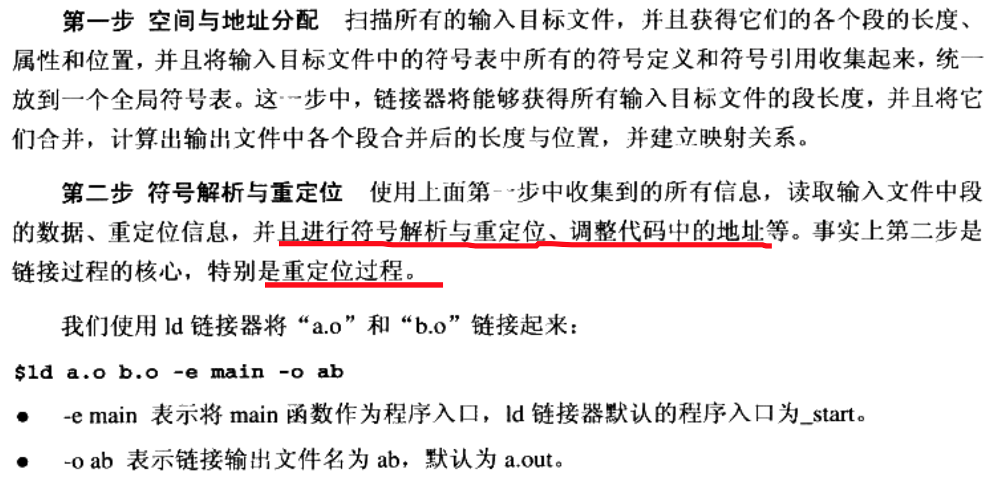 第一步 空间与地址分配 扫描所有的输入目标文件，并且获得它们的各个段的长度、
属性和位置，并且将输入目标文件中的符号表中所有的符号定义和符号引用收集起来，统一
放到一个全局符号表。这一步中，链接器将能够获得所有输入目标文件的段长度，并且将它
们合并，计算出输出文件中各个段合并后的长度与位置，并建立映射关系。
第二步 符号解析与重定位 使用上面第一步中收集到的所有信息，读取输入文件中段
的数据、重定位信息，并且进行符号解析与重定位、调整代码中的地址等。事实上第二步是
链接过程的核心，特别是重定位过程。
我们使用 ld 链接器将“a.o”和“b.o”链接起来：
$ld a.o b.o -e main -o ab
● -e main 表示将 main 函数作为程序入口，ld 链接器默认的程序入口为_start。
● -o ab 表示链接输出文件名为 ab，默认为 a.out。